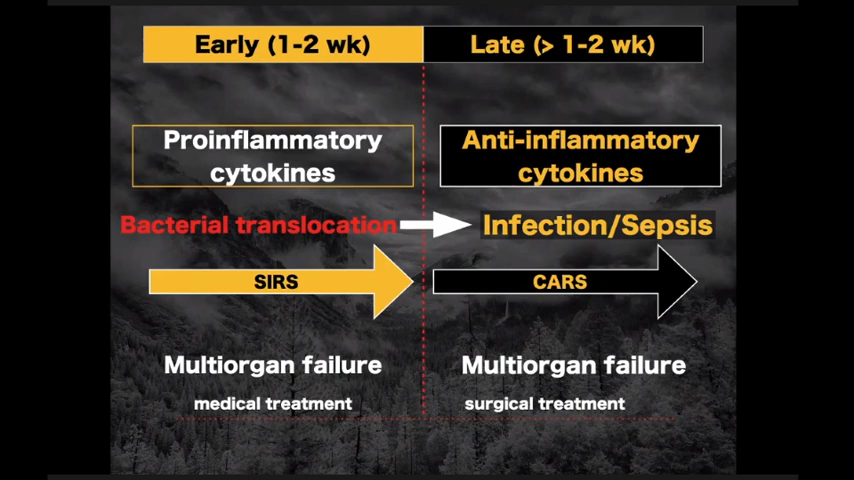 Early (1-2 wk)
Late (> 1-2 wk)
Proinflammatory
cytokines
Anti-inflammatory
cytokines
Bacterial translocation
Infection/Sepsis
SIRS
CARS
Multiorgan failure
Multiorgan failure
medical treatment
surgical treatment